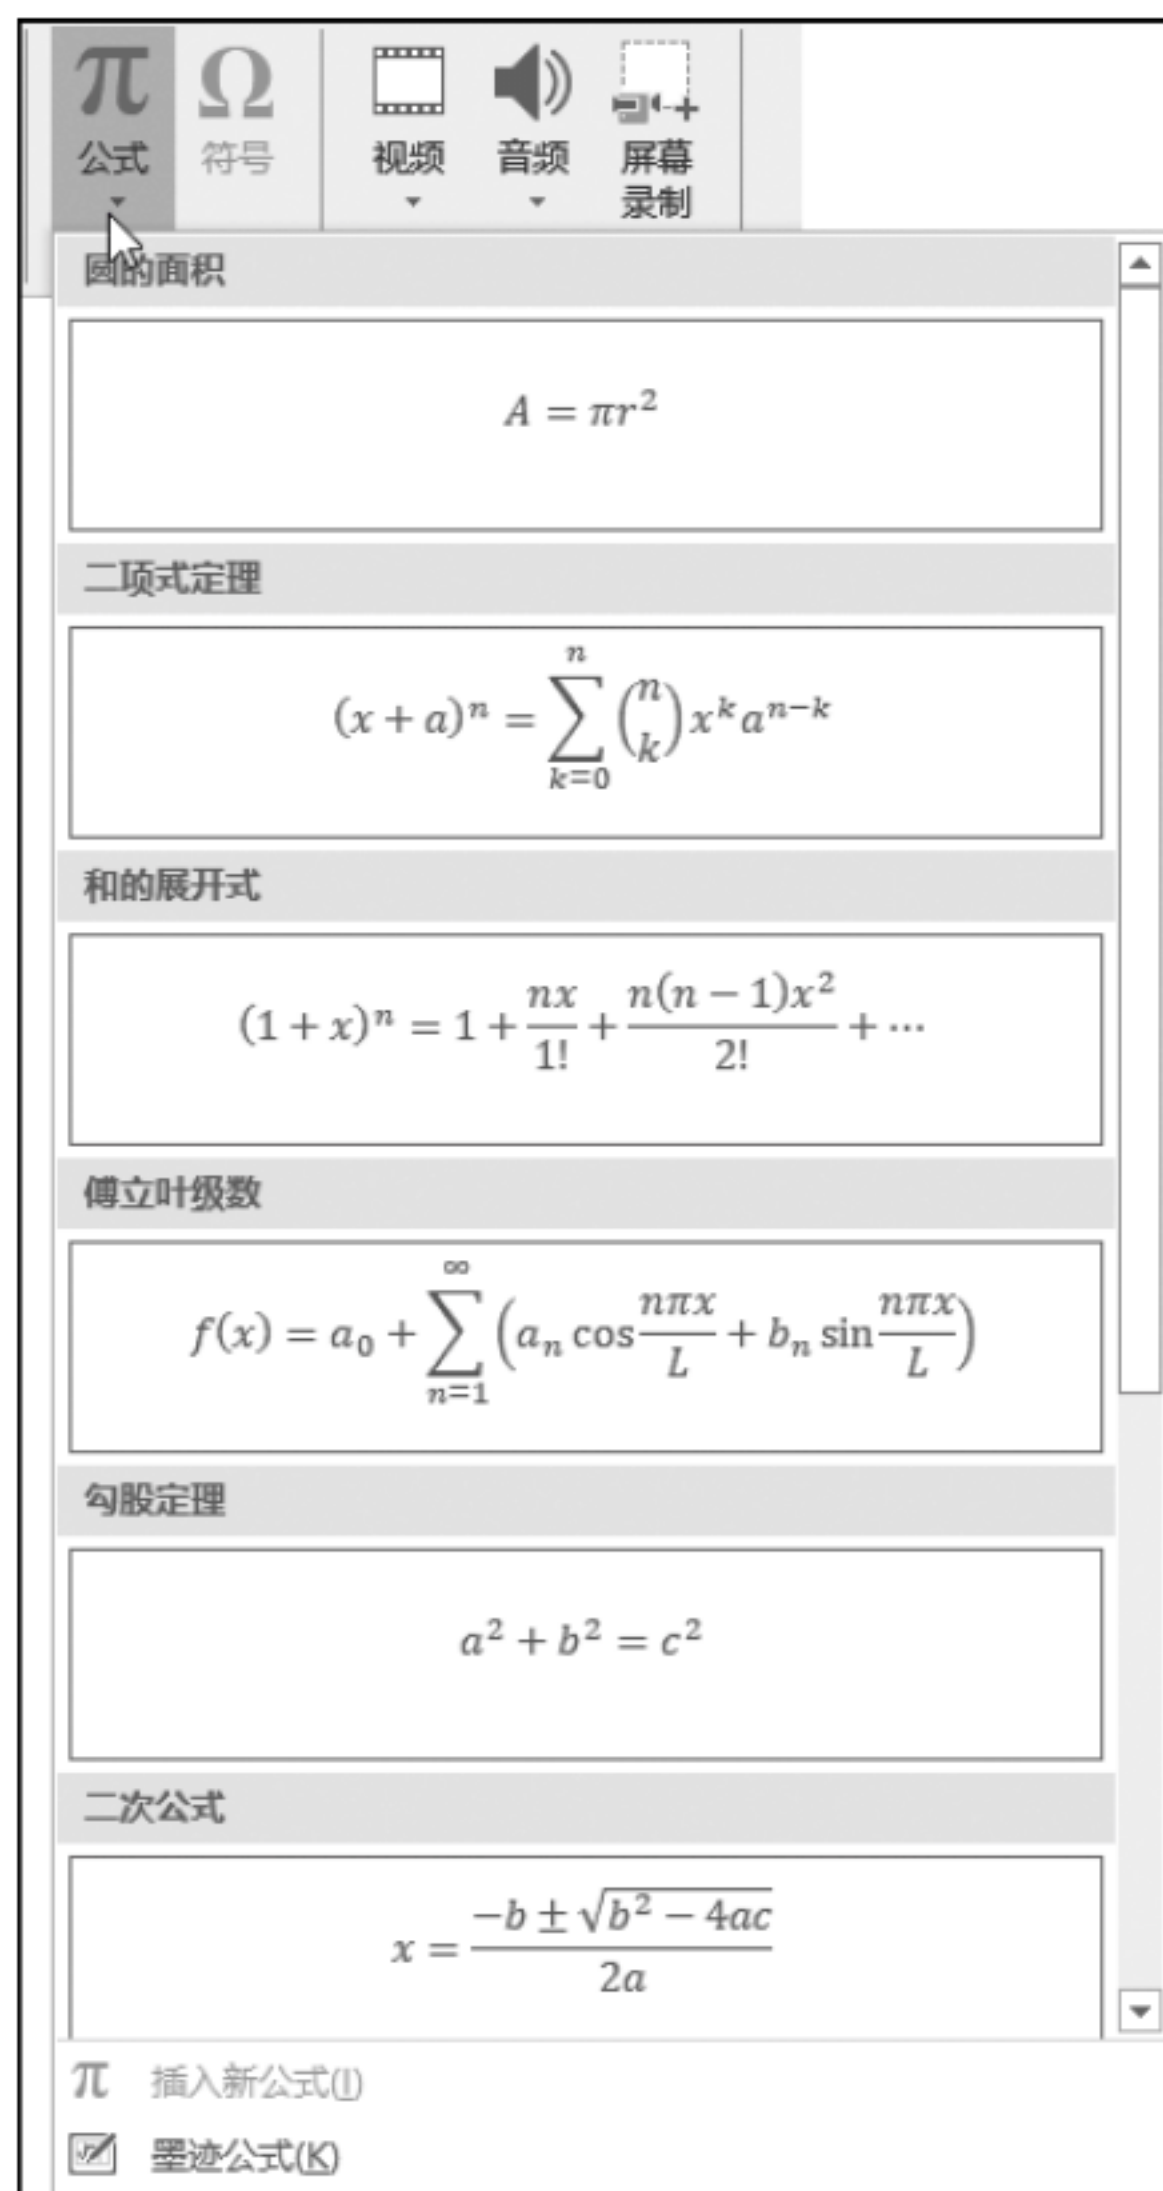 π Ω
公式 符号 视频 音频 屏幕
录制
圆的面积
A = πr²
二项式定理
(x + a)ⁿ = ∑ₖ₌₀ⁿ (n k) xᵏaⁿ⁻ᵏ
和的展开式
(1 + x)ⁿ = 1 + nx/1! + n(n − 1)x²/2! + ⋯
傅立叶级数
f(x) = a₀ + ∑ₙ₌₁^∞ (aₙ cos nπx/L + bₙ sin nπx/L)
勾股定理
a² + b² = c²
二次公式
x = −b ± √(b² − 4ac) / 2a
π 插入新公式(I)
墨迹公式(K)